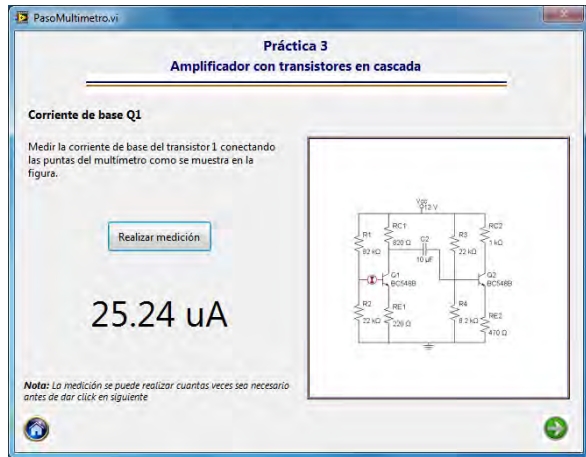 PasoMultimetro.vi
Práctica 3
Amplificador con transistores en cascada
Corriente de base Q1
Medir la corriente de base del transistor 1 conectando
las puntas del multímetro como se muestra en la
figura.
Realizar medición
25.24 uA
Nota: La medición se puede realizar cuantas veces sea necesario
antes de dar click en siguiente
Vcc
12 V
R1
82 kΩ
RC1
820 Ω
C2
10 uF
R3
22 kΩ
RC2
1 kΩ
Q1
BC548B
Q2
BC548B
R2
22 kΩ
RE1
220 Ω
R4
8.2 kΩ
RE2
470 Ω